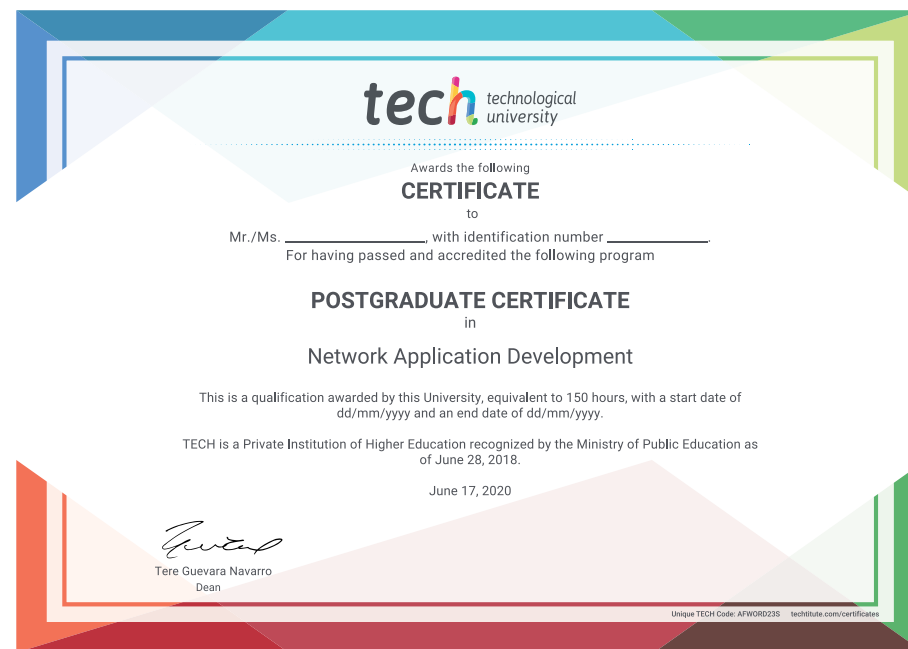 tech technological
university
Awards the following
CERTIFICATE
to
Mr./Ms. ____________, with identification number _________.
For having passed and accredited the following program
POSTGRADUATE CERTIFICATE
in
Network Application Development
This is a qualification awarded by this University, equivalent to 150 hours, with a start date of
dd/mm/yyyy and an end date of dd/mm/yyyy.
TECH is a Private Institution of Higher Education recognized by the Ministry of Public Education as
of June 28, 2018.
June 17, 2020
Tere Guevara Navarro
Dean
Unique TECH Code: AFWORD23S techtitute.com/certificates